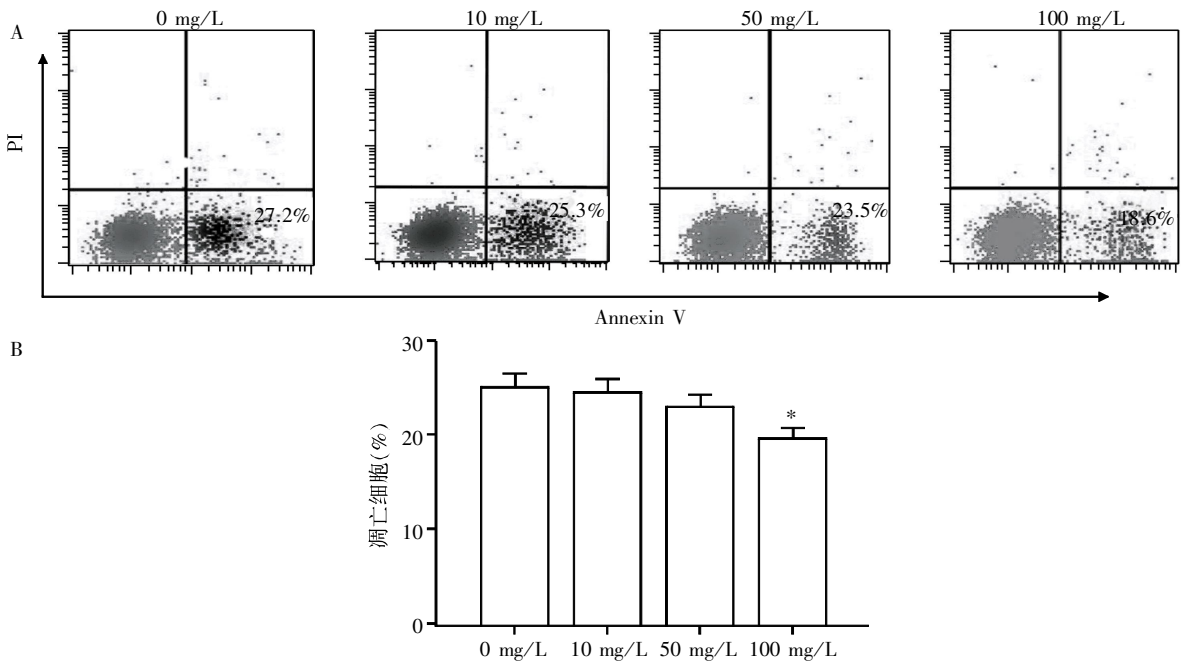 0 mg/L
10 mg/L
50 mg/L
100 mg/L
A
PI
27.2%
25.3%
23.5%
18.6%
Annexin V
B
30
20
10
0
凋亡细胞(%)
*
0 mg/L
10 mg/L
50 mg/L
100 mg/L